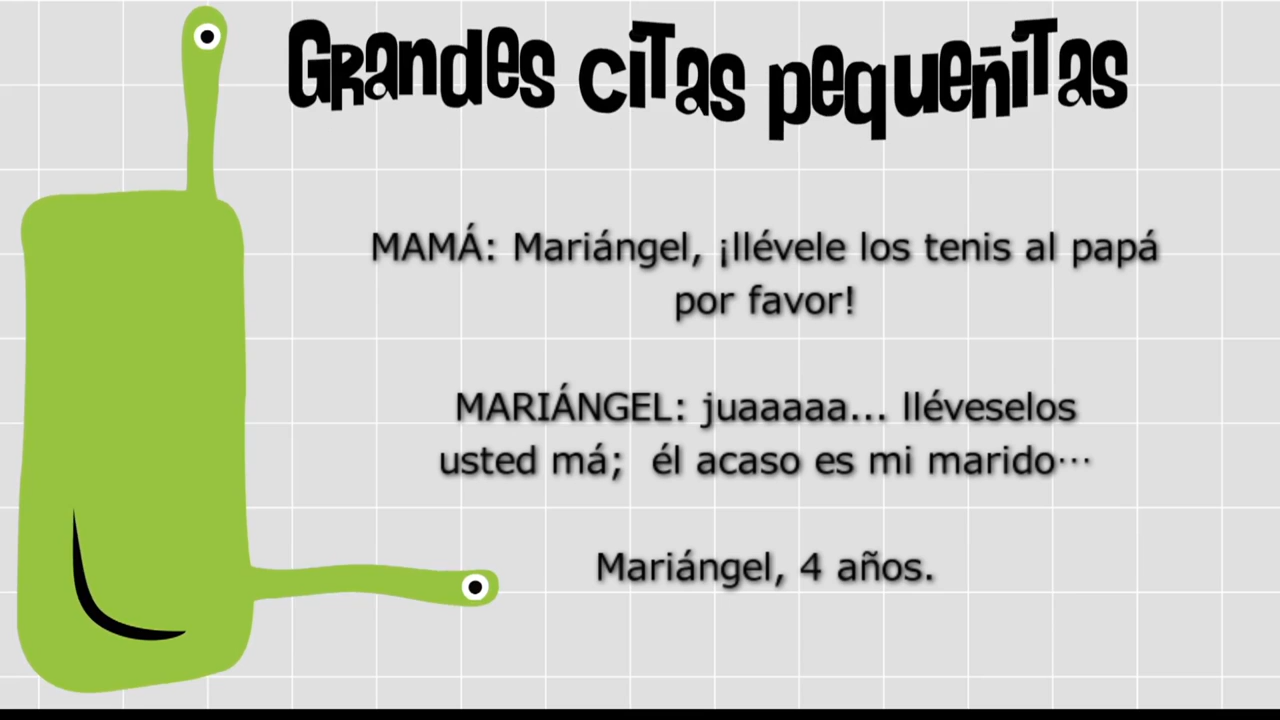 Grandes citas pequeñitas
MAMÁ: Mariángel, ¡llévele los tenis al papá
por favor!
MARIÁNGEL: juaaaaa... lléveselos
usted má;  él acaso es mi marido···
Mariángel, 4 años.